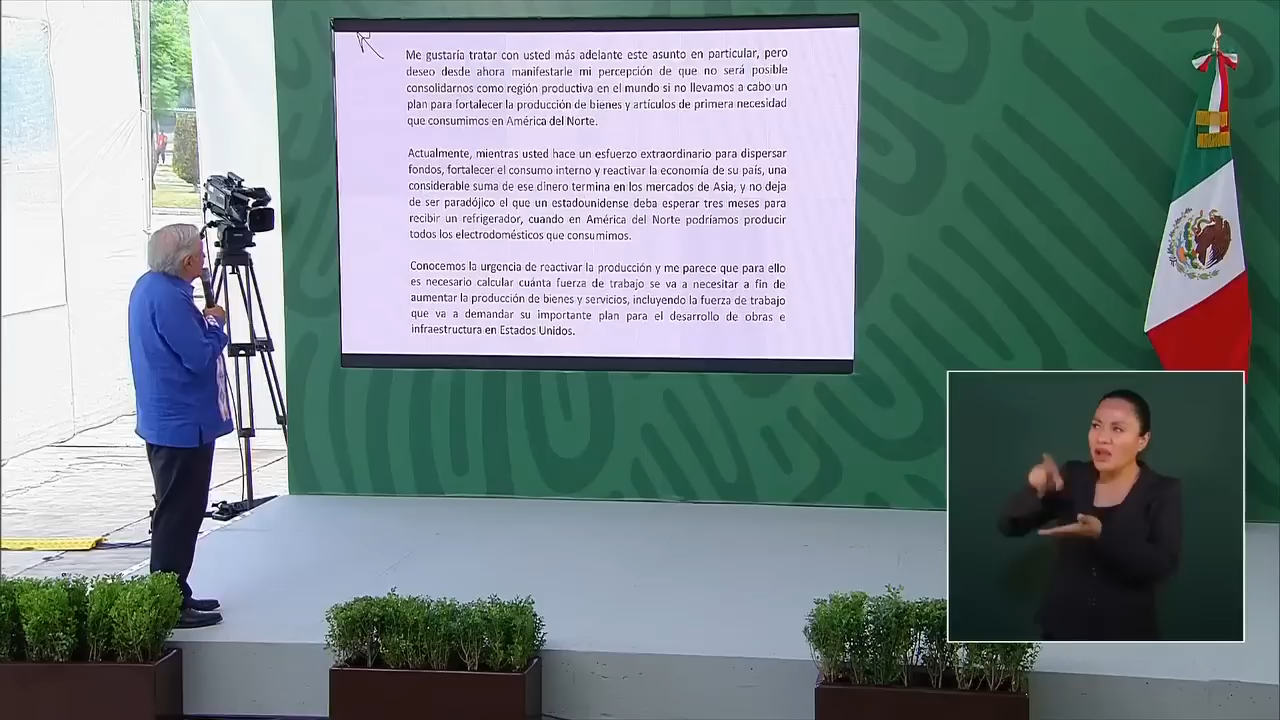 Me gustaría tratar con usted más adelante este asunto en particular, pero
deseo desde ahora manifestarle mi percepción de que no será posible
consolidarnos como región productiva en el mundo si no llevamos a cabo un
plan para fortalecer la producción de bienes y artículos de primera necesidad
que consumimos en América del Norte.
Actualmente, mientras usted hace un esfuerzo extraordinario para dispersar
fondos, fortalecer el consumo interno y reactivar la economía de su país, una
considerable suma de ese dinero termina en los mercados de Asia, y no deja
de ser paradójico el que un estadounidense deba esperar tres meses para
recibir un refrigerador, cuando en América del Norte podríamos producir
todos los electrodomésticos que consumimos.
Conocemos la urgencia de reactivar la producción y me parece que para ello
es necesario calcular cuánta fuerza de trabajo se va a necesitar a fin de
aumentar la producción de bienes y servicios, incluyendo la fuerza de trabajo
que va a demandar su importante plan para el desarrollo de obras e
infraestructura en Estados Unidos.